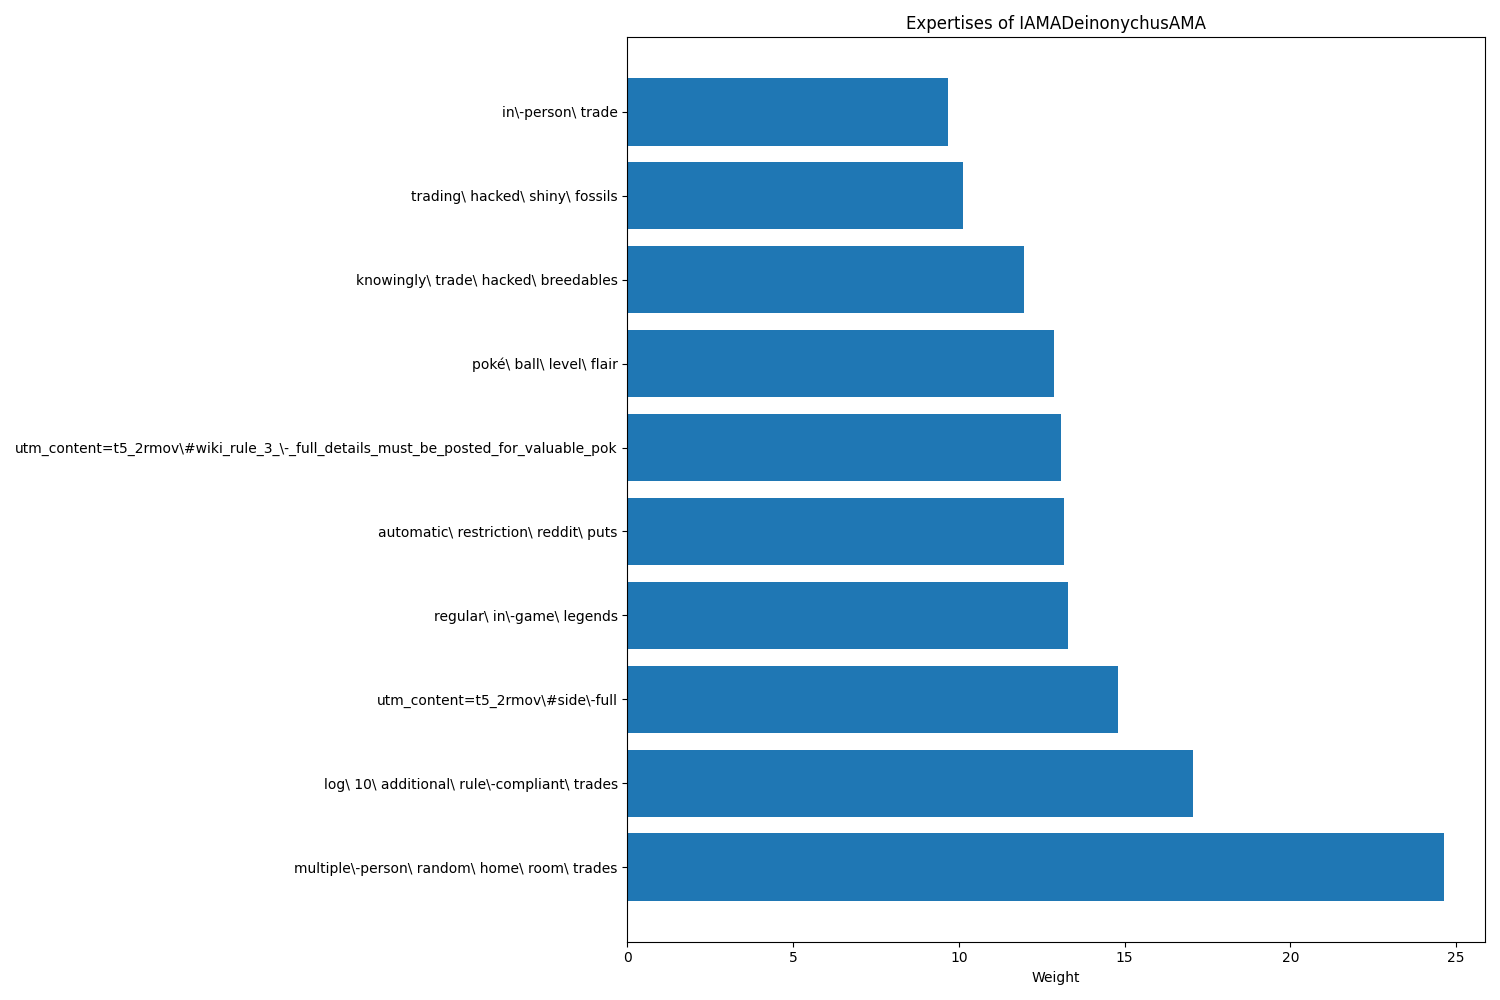 Expertises of IAMADeinonychusAMA
in\-person\ trade
trading\ hacked\ shiny\ fossils
knowingly\ trade\ hacked\ breedables
poké\ ball\ level\ flair
utm_content=t5_2rmov\#wiki_rule_3_\-_full_details_must_be_posted_for_valuable_pok
automatic\ restriction\ reddit\ puts
regular\ in\-game\ legends
utm_content=t5_2rmov\#side\-full
log\ 10\ additional\ rule\-compliant\ trades
multiple\-person\ random\ home\ room\ trades
0 5 10 15 20 25
Weight